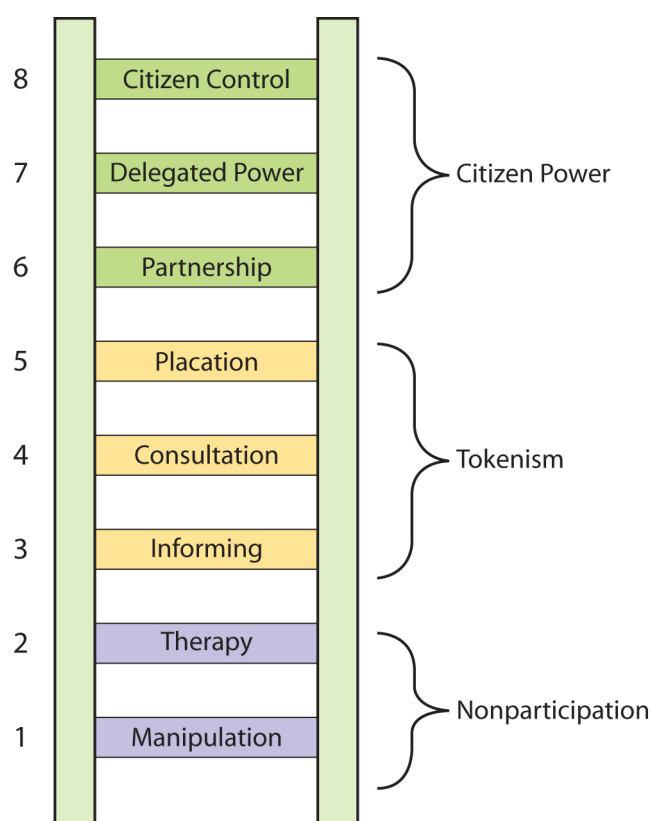 8 Citizen Control
7 Delegated Power
Citizen Power
6 Partnership
5 Placation
4 Consultation
Tokenism
3 Informing
2 Therapy
Nonparticipation
1 Manipulation